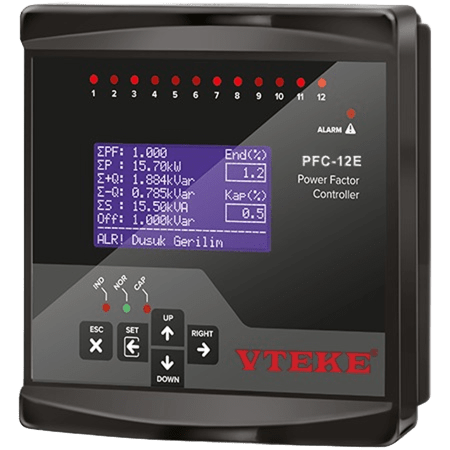 1 2 3 4 5 6 7 8 9 10 11 12
ALARM
ΣPF: 1.000 End(%)
ΣP : 15.70kW 1.2
Σ+Q: 1.884kVar
Σ-Q: 0.785kVar Kap(%)
ΣS : 15.50kVA 0.5
Off: 1.000kVar
ALR! Dusuk Gerilim
PFC-12E
Power Factor
Controller
IND NOR CAP
ESC SET UP RIGHT
DOWN
VTEKE®